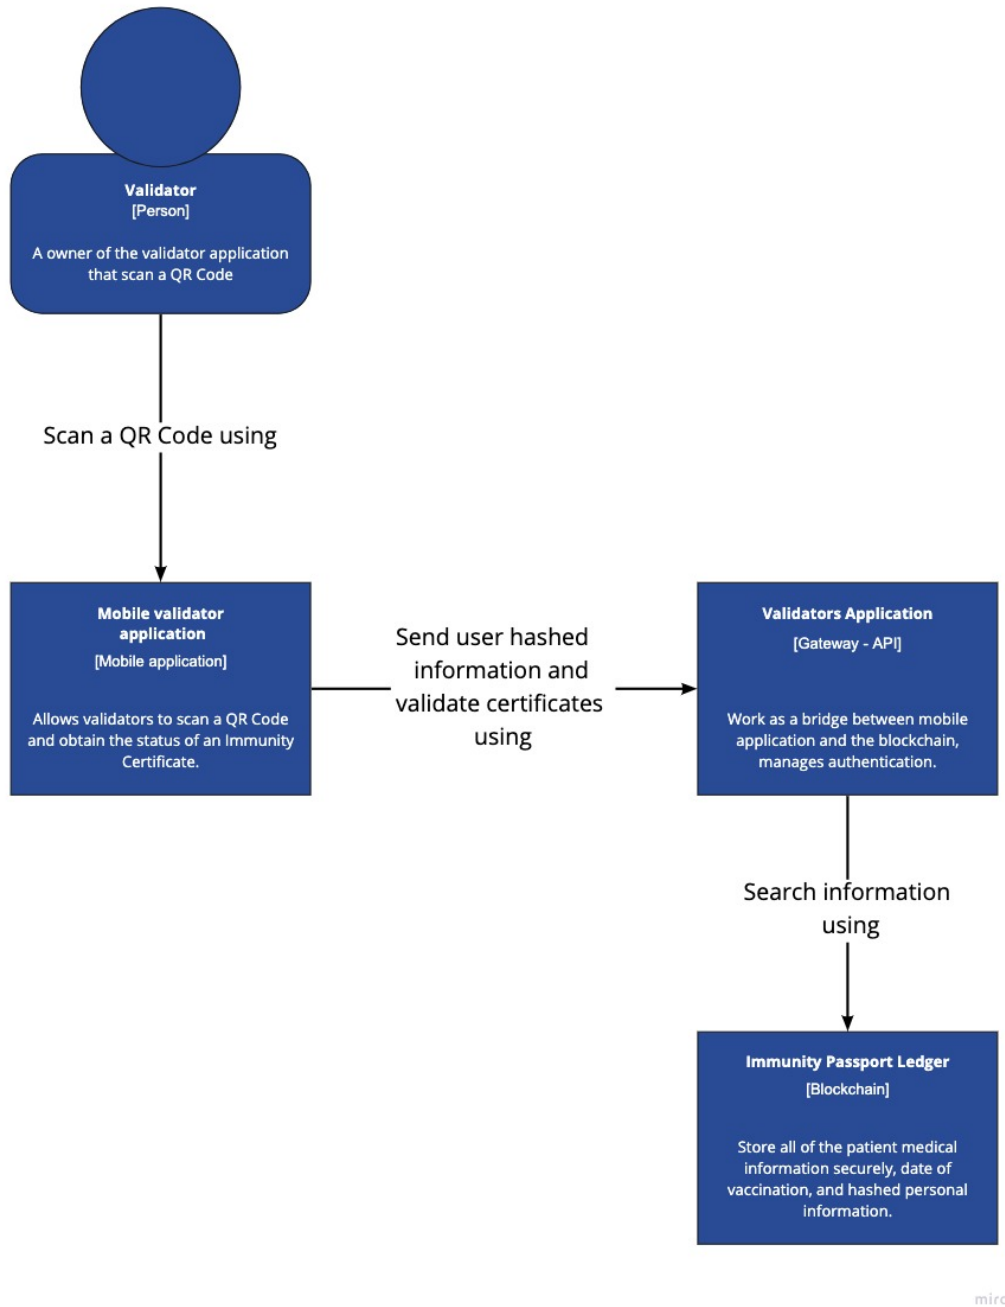 Validator
[Person]
A owner of the validator application
that scan a QR Code
Scan a QR Code using
Mobile validator
application
[Mobile application]
Allows validators to scan a QR Code
and obtain the status of an Immunity
Certificate.
Send user hashed
information and
validate certificates
using
Validators Application
[Gateway - API]
Work as a bridge between mobile
application and the blockchain,
manages authentication.
Search information
using
Immunity Passport Ledger
[Blockchain]
Store all of the patient medical
information securely, date of
vaccination, and hashed personal
information.